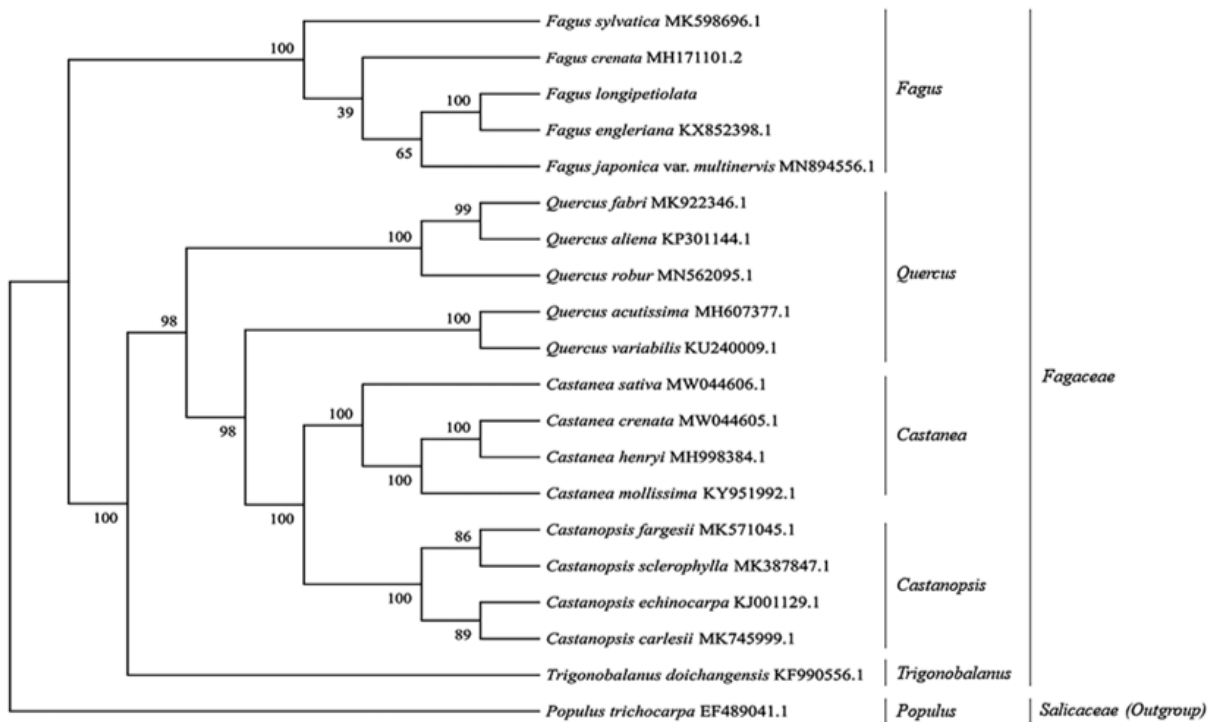 Fagus sylvatica MK598696.1
100
Fagus crenata MH171101.2
Fagus longipetiolata
100
39
Fagus
Fagus engleriana KX852398.1
65
Fagus japonica var. multinervis MN894556.1
Quercus fabri MK922346.1
99
100
Quercus aliena KP301144.1
Quercus robur MN562095.1
Quercus
Quercus acutissima MH607377.1
98
100
Quercus variabilis KU240009.1
Fagaceae
Castanea sativa MW044606.1
100
Castanea crenata MW044605.1
98
100
Castanea
Castanea henryi MH998384.1
100
Castanea mollissima KY951992.1
100
100
Castanopsis fargesii MK571045.1
86
Castanopsis sclerophylla MK387847.1
Castanopsis
100
Castanopsis echinocarpa KJ001129.1
89
Castanopsis carlesii MK745999.1
Trigonobalanus doichangensis KF990556.1
Trigonobalanus
Populus trichocarpa EF489041.1
Populus
Salicaceae (Outgroup)